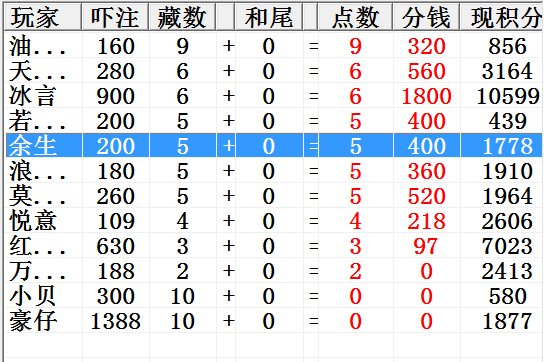 玩家 吓注 藏数 和尾 点数 分钱 现积分
油... 160 9 + 0 = 9 320 856
天... 280 6 + 0 = 6 560 3164
冰言 900 6 + 0 = 6 1800 10599
若... 200 5 + 0 = 5 400 439
余生 200 5 + 0 = 5 400 1778
浪... 180 5 + 0 = 5 360 1910
莫... 260 5 + 0 = 5 520 1964
悦意 109 4 + 0 = 4 218 2606
红... 630 3 + 0 = 3 97 7023
万... 188 2 + 0 = 2 0 2413
小贝 300 10 + 0 = 0 0 580
豪仔 1388 10 + 0 = 0 0 1877